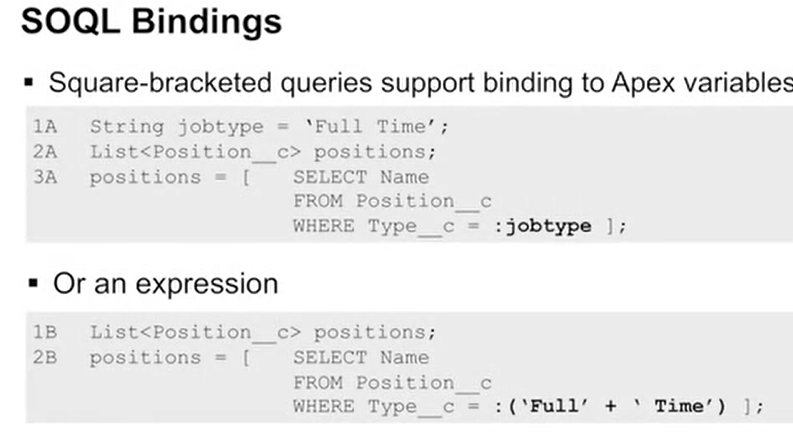 SOQL Bindings
▪ Square-bracketed queries support binding to Apex variables
1A String jobtype = ‘Full Time’;
2A List<Position__c> positions;
3A positions = [ SELECT Name
FROM Position__c
WHERE Type__c = :jobtype ];
▪ Or an expression
1B List<Position__c> positions;
2B positions = [ SELECT Name
FROM Position__c
WHERE Type__c = :(‘Full’ + ‘ Time’) ];